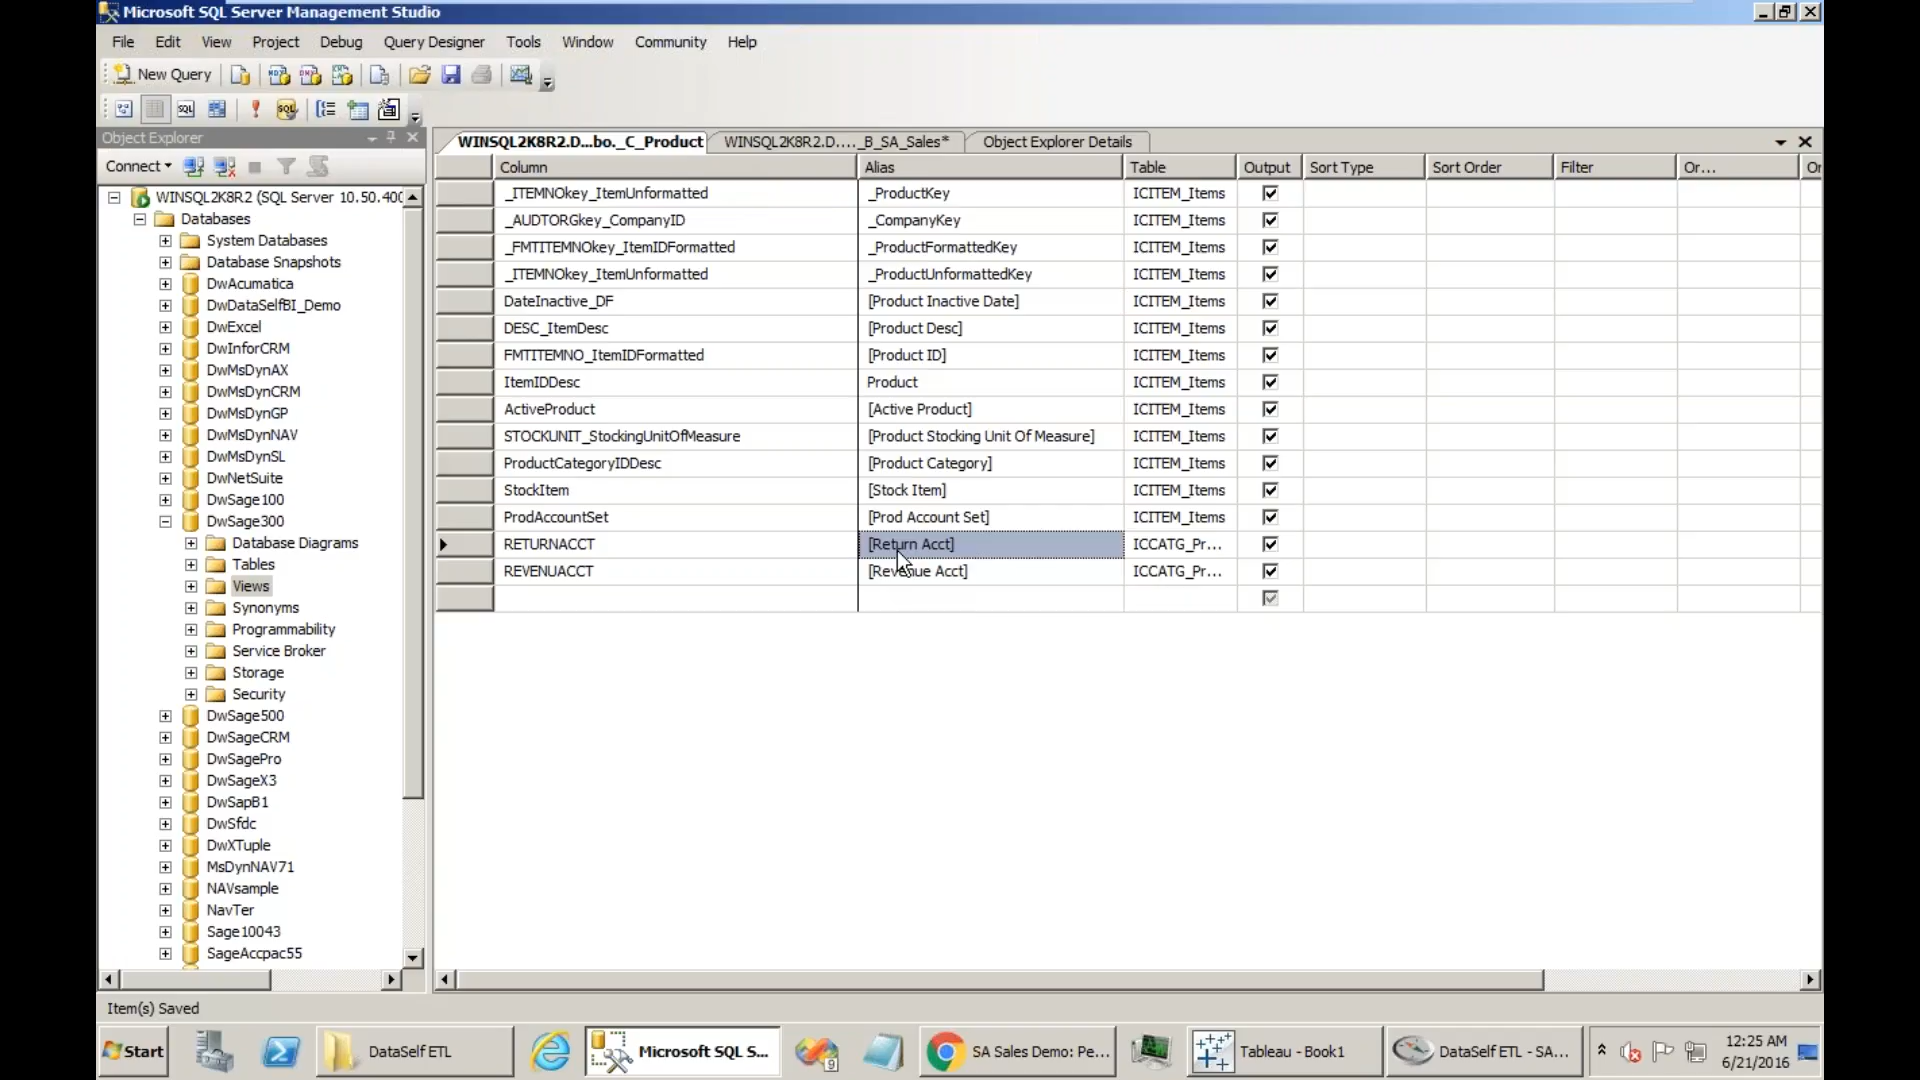 Microsoft SQL Server Management Studio
File Edit View Project Debug Query Designer Tools Window Community Help
New Query
Object Explorer
WINSQL2K8R2.D...bo._C_Product WINSQL2K8R2.D...._B_SA_Sales* Object Explorer Details
Connect
Column Alias Table Output Sort Type Sort Order Filter Or... Or
WINSQL2K8R2 (SQL Server 10.50.400
Databases
System Databases
Database Snapshots
DwAcumatica
DwDataSelfBI_Demo
DwExcel
DwInforCRM
DwMsDynAX
DwMsDynCRM
DwMsDynGP
DwMsDynNAV
DwMsDynSL
DwNetSuite
DwSage100
DwSage300
Database Diagrams
Tables
Views
Synonyms
Programmability
Service Broker
Storage
Security
DwSage500
DwSageCRM
DwSagePro
DwSageX3
DwSapB1
DwSfdc
DwXTuple
MsDynNAV71
NAVsample
NavTer
Sage10043
SageAccpac55
_ITEMNOkey_ItemUnformatted _ProductKey ICITEM_Items
_AUDTORGkey_CompanyID _CompanyKey ICITEM_Items
_FMTITEMNOkey_ItemIDFormatted _ProductFormattedKey ICITEM_Items
_ITEMNOkey_ItemUnformatted _ProductUnformattedKey ICITEM_Items
DateInactive_DF [Product Inactive Date] ICITEM_Items
DESC_ItemDesc [Product Desc] ICITEM_Items
FMTITEMNO_ItemIDFormatted [Product ID] ICITEM_Items
ItemIDDesc Product ICITEM_Items
ActiveProduct [Active Product] ICITEM_Items
STOCKUNIT_StockingUnitOfMeasure [Product Stocking Unit Of Measure] ICITEM_Items
ProductCategoryIDDesc [Product Category] ICITEM_Items
StockItem [Stock Item] ICITEM_Items
ProdAccountSet [Prod Account Set] ICITEM_Items
RETURNACCT [Return Acct] ICCATG_Pr...
REVENUACCT [Revenue Acct] ICCATG_Pr...
Item(s) Saved
Start DataSelf ETL Microsoft SQL S... SA Sales Demo: Pe... Tableau - Book1 DataSelf ETL - SA... 12:25 AM
6/21/2016